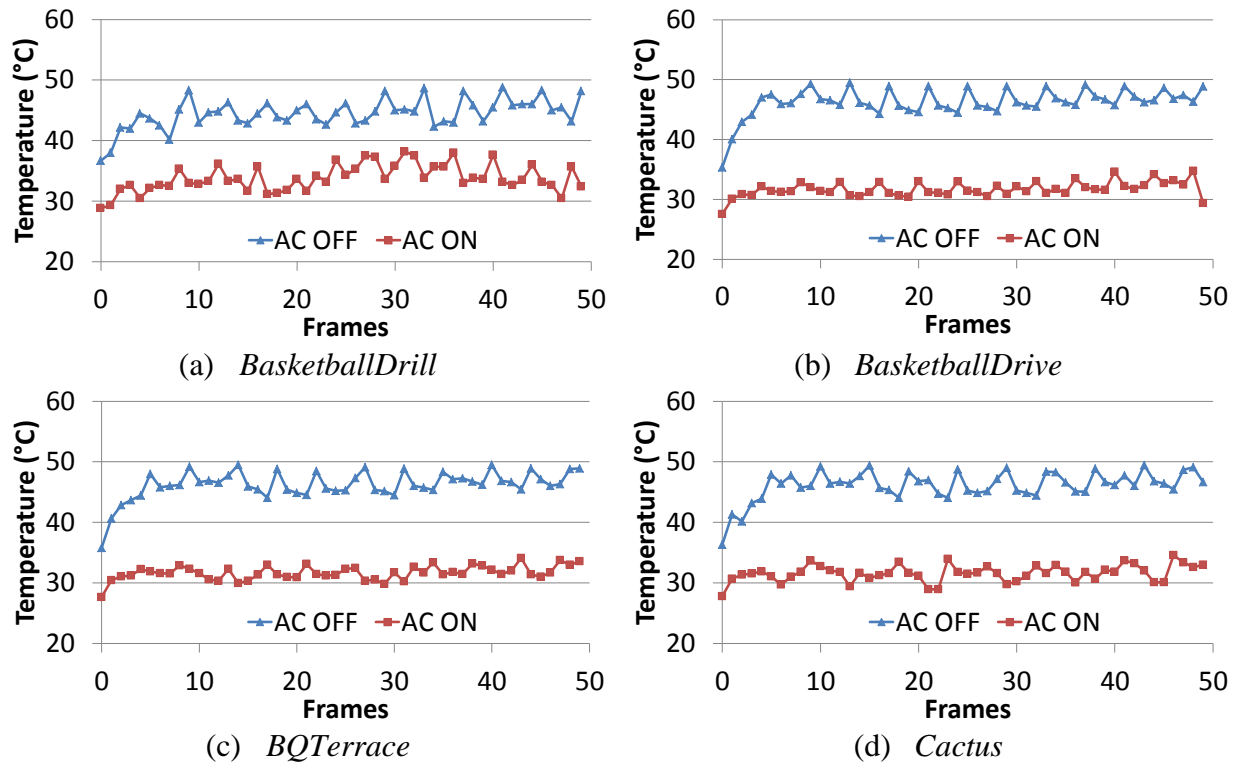 60
50
40
30
20
Temperature (°C)
AC OFF
AC ON
0 10 20 30 40 50
Frames
(a) BasketballDrill
60
50
40
30
20
Temperature (°C)
AC OFF
AC ON
0 10 20 30 40 50
Frames
(b) BasketballDrive
60
50
40
30
20
Temperature (°C)
AC OFF
AC ON
0 10 20 30 40 50
Frames
(c) BQTerrace
60
50
40
30
20
Temperature (°C)
AC OFF
AC ON
0 10 20 30 40 50
Frames
(d) Cactus